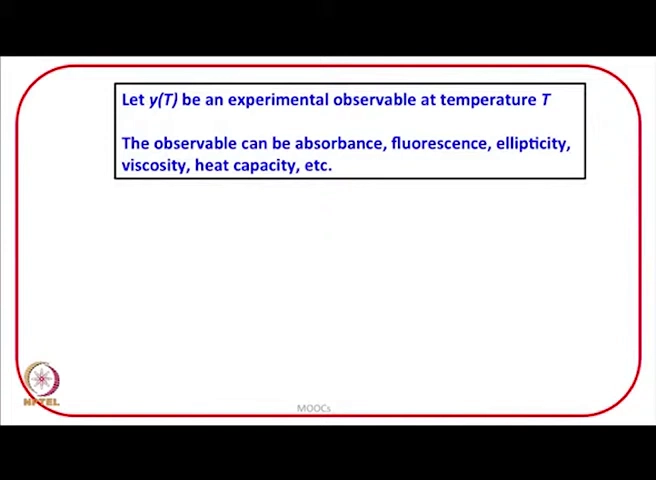 Let y(T) be an experimental observable at temperature T
The observable can be absorbance, fluorescence, ellipticity,
viscosity, heat capacity, etc.
NPTEL
MOOCs